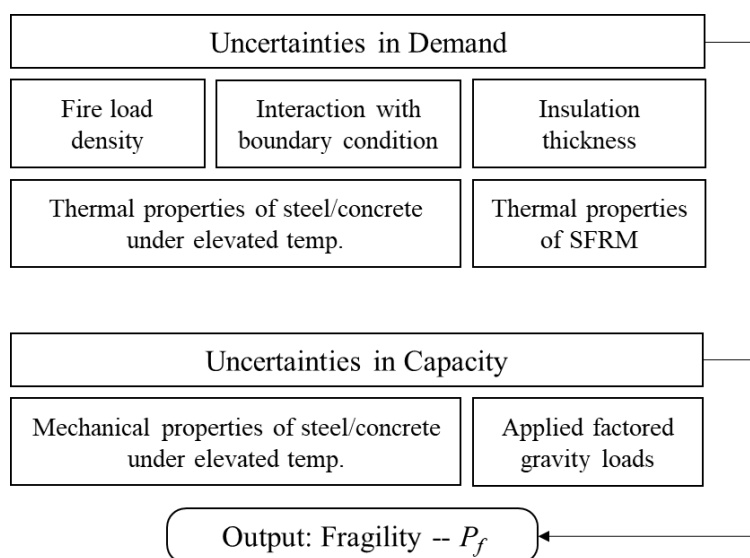 Uncertainties in Demand
Fire load
density
Interaction with
boundary condition
Insulation
thickness
Thermal properties of steel/concrete
under elevated temp.
Thermal properties
of SFRM
Uncertainties in Capacity
Mechanical properties of steel/concrete
under elevated temp.
Applied factored
gravity loads
Output: Fragility -- Pf